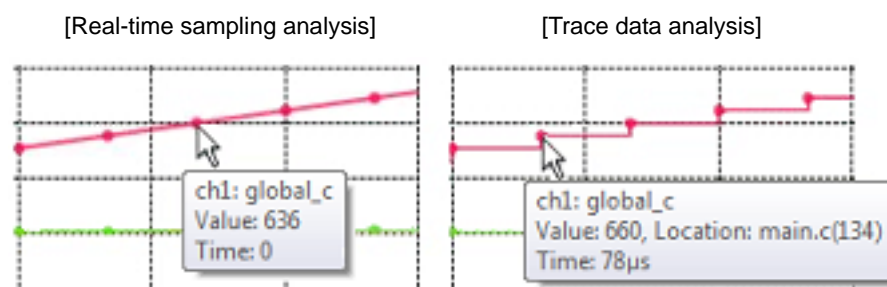 [Real-time sampling analysis]
[Trace data analysis]
ch1: global_c
Value: 636
Time: 0
ch1: global_c
Value: 660, Location: main.c(134)
Time: 78µs